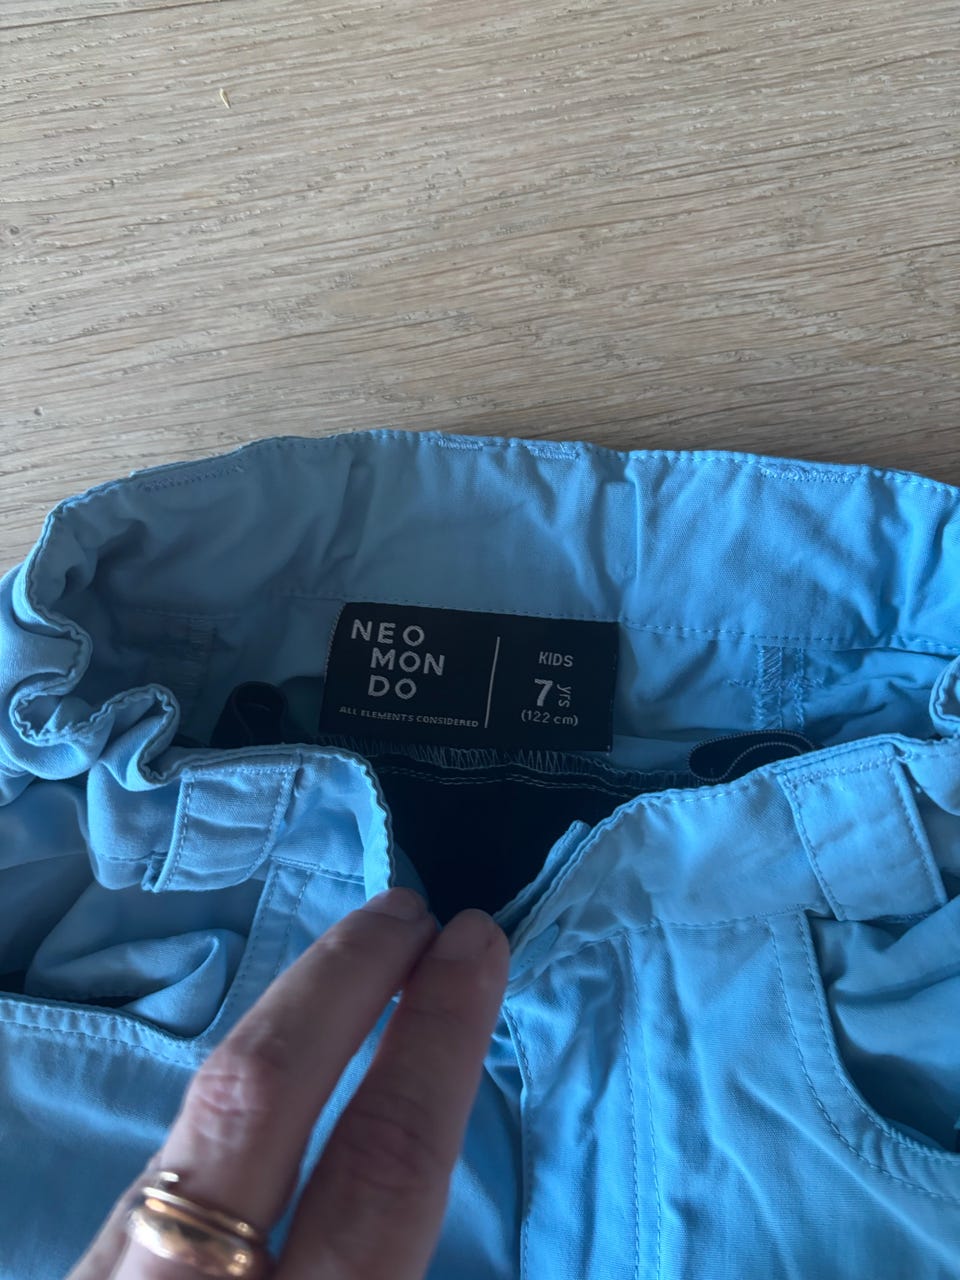 NEO
MON
DO
ALL ELEMENTS CONSIDERED
KIDS
7 yrs
(122 cm)